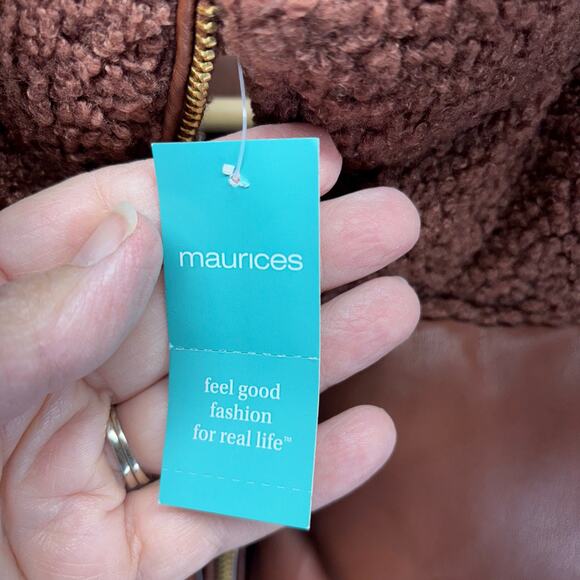 maurices
feel good
fashion
for real life™